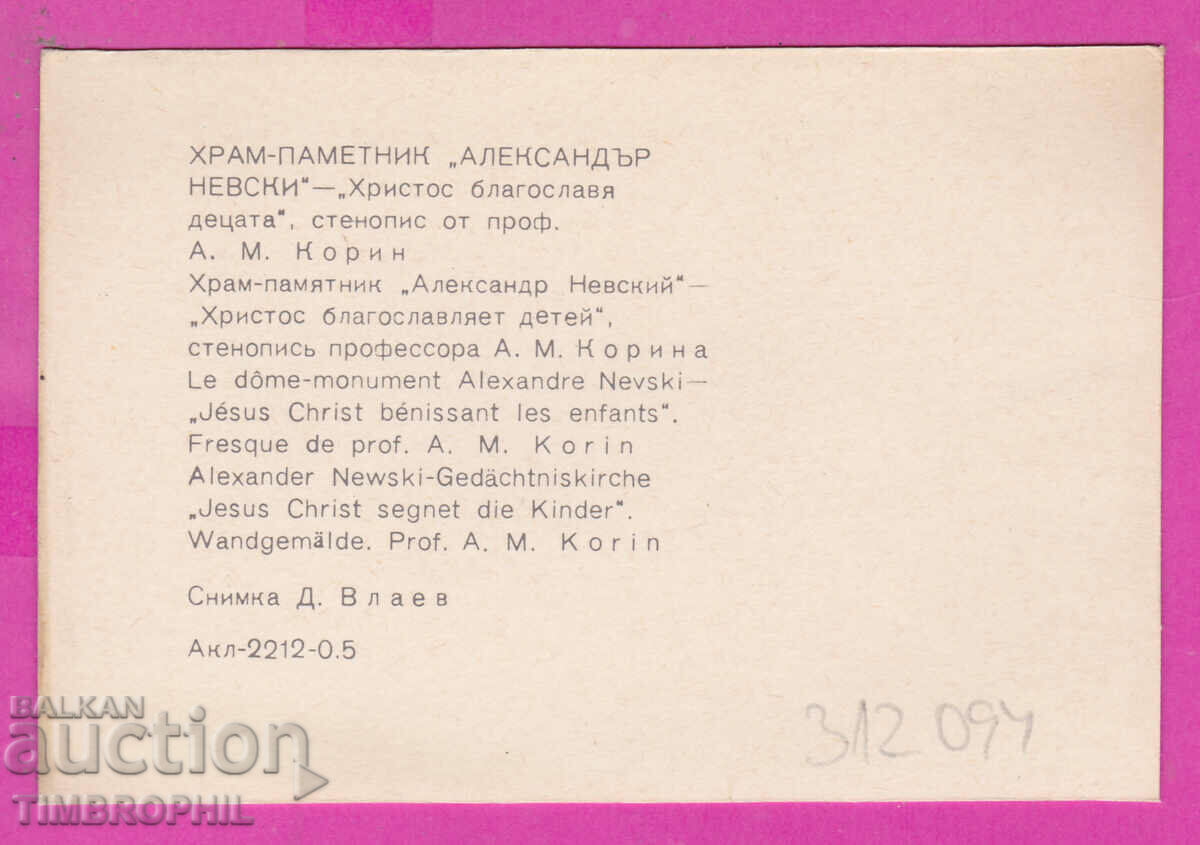 ХРАМ-ПАМЕТНИК „АЛЕКСАНДЪР
НЕВСКИ“—„Христос благославя
децата“, стенопис от проф.
А. М. Корин
Храм-памятник „Александр Невский“—
„Христос благославляет детей“,
стенопись профессора А. М. Корина
Le dôme-monument Alexandre Nevski—
„Jésus Christ bénissant les enfants“.
Fresque de prof. A. M. Korin
Alexander Newski-Gedächtniskirche
„Jesus Christ segnet die Kinder“.
Wandgemälde. Prof. A. M. Korin
Снимка Д. Влаев
Акл-2212-0.5
312094
BALKAN
auction
TIMBROPHIL